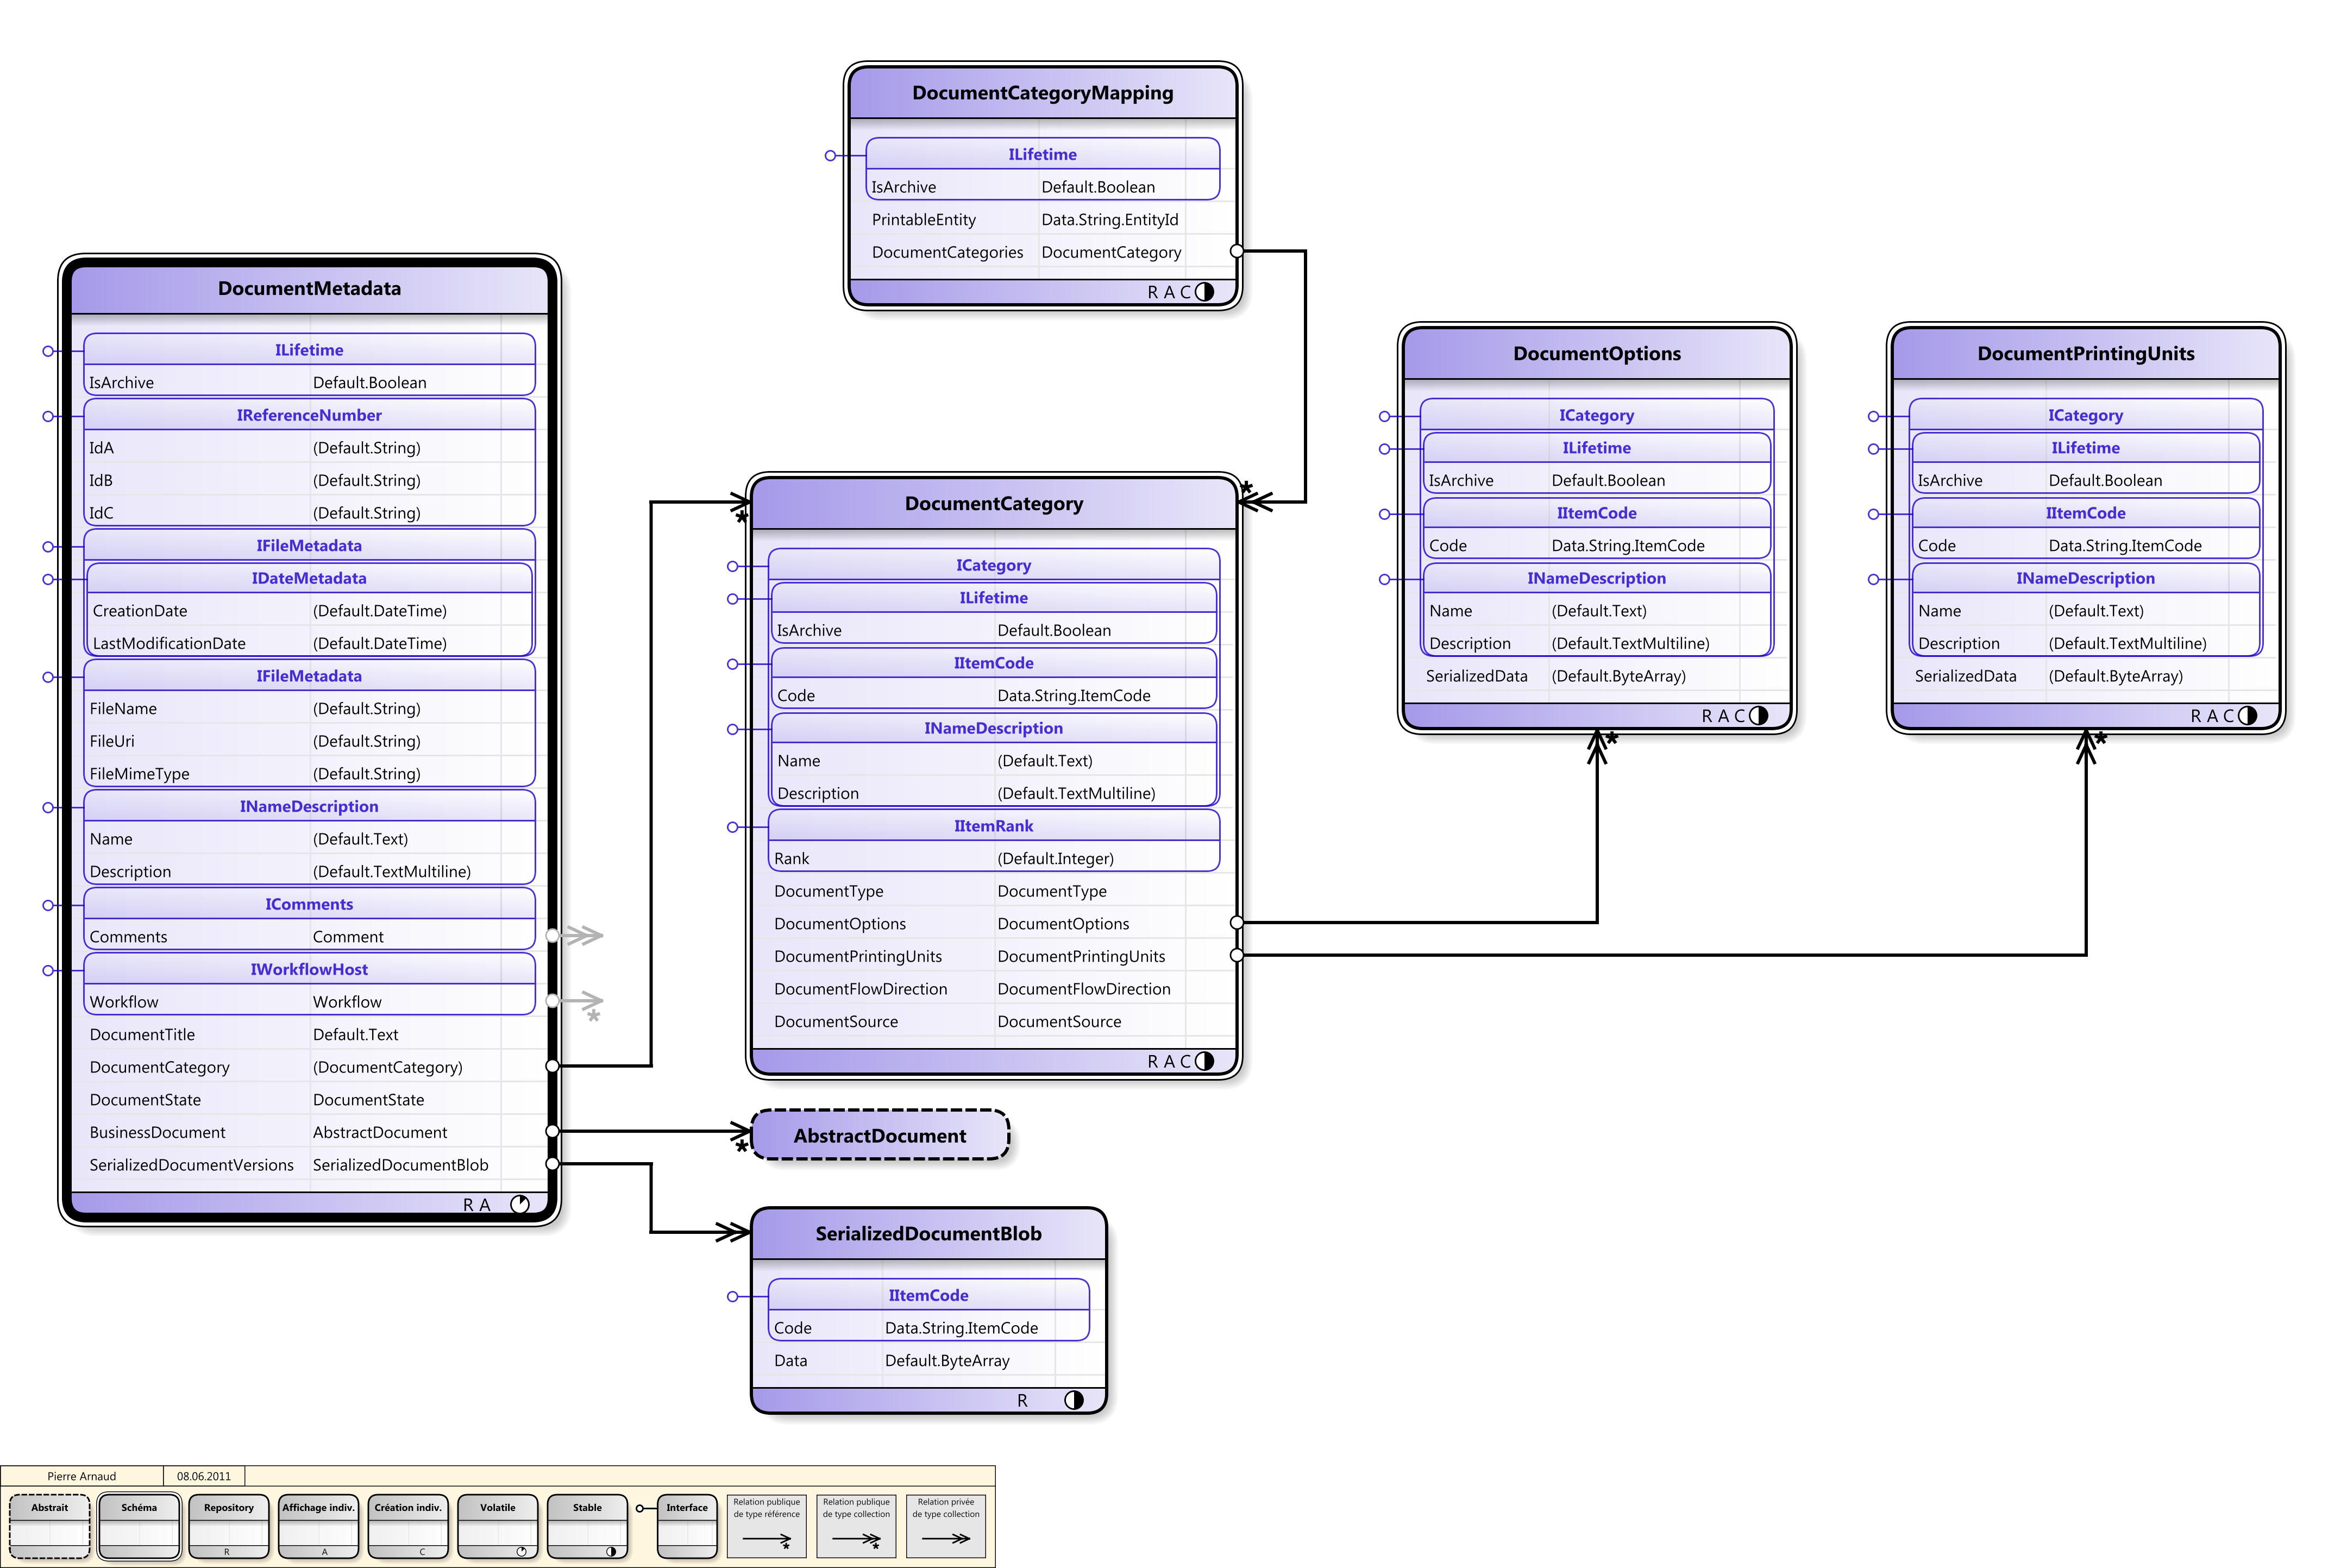 DocumentCategoryMapping
ILifetime
IsArchive Default.Boolean
PrintableEntity Data.String.EntityId
DocumentCategories DocumentCategory
R A C
DocumentMetadata
ILifetime
IsArchive Default.Boolean
IReferenceNumber
IdA (Default.String)
IdB (Default.String)
IdC (Default.String)
IFileMetadata
IDateMetadata
CreationDate (Default.DateTime)
LastModificationDate (Default.DateTime)
IFileMetadata
FileName (Default.String)
FileUri (Default.String)
FileMimeType (Default.String)
INameDescription
Name (Default.Text)
Description (Default.TextMultiline)
IComments
Comments Comment
IWorkflowHost
Workflow Workflow
*
DocumentTitle Default.Text
DocumentCategory (DocumentCategory)
DocumentState DocumentState
BusinessDocument AbstractDocument
SerializedDocumentVersions SerializedDocumentBlob
R A
* *
DocumentCategory
ICategory
ILifetime
IsArchive Default.Boolean
IItemCode
Code Data.String.ItemCode
INameDescription
Name (Default.Text)
Description (Default.TextMultiline)
IItemRank
Rank (Default.Integer)
DocumentType DocumentType
DocumentOptions DocumentOptions
DocumentPrintingUnits DocumentPrintingUnits
DocumentFlowDirection DocumentFlowDirection
DocumentSource DocumentSource
R A C
DocumentOptions
ICategory
ILifetime
IsArchive Default.Boolean
IItemCode
Code Data.String.ItemCode
INameDescription
Name (Default.Text)
Description (Default.TextMultiline)
SerializedData (Default.ByteArray)
R A C
*
DocumentPrintingUnits
ICategory
ILifetime
IsArchive Default.Boolean
IItemCode
Code Data.String.ItemCode
INameDescription
Name (Default.Text)
Description (Default.TextMultiline)
SerializedData (Default.ByteArray)
R A C
*
AbstractDocument
*
SerializedDocumentBlob
IItemCode
Code Data.String.ItemCode
Data Default.ByteArray
R
Pierre Arnaud 08.06.2011
Abstrait
Schéma
Repository
R
Affichage indiv.
A
Création indiv.
C
Volatile
Stable
Interface
Relation publique
de type référence
*
Relation publique
de type collection
*
Relation privée
de type collection